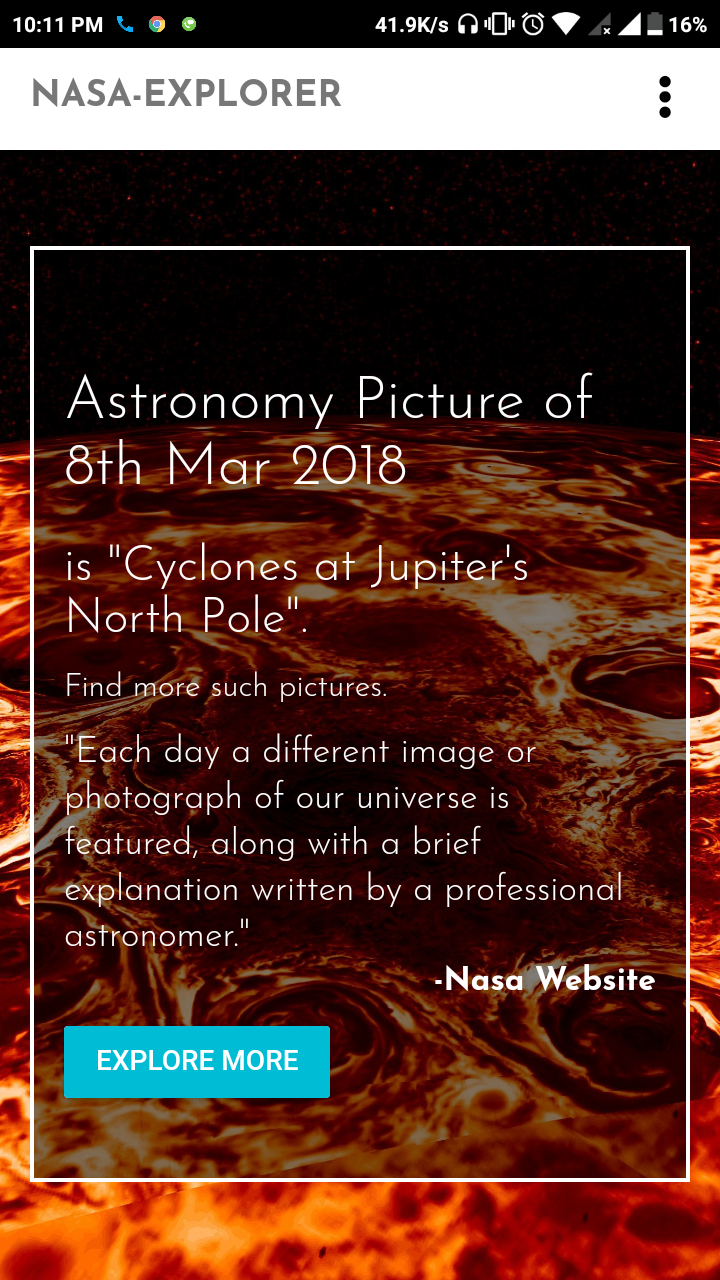 10:11 PM 41.9K/s 16%
NASA-EXPLORER
Astronomy Picture of
8th Mar 2018
is "Cyclones at Jupiter's
North Pole".
Find more such pictures.
"Each day a different image or
photograph of our universe is
featured, along with a brief
explanation written by a professional
astronomer."
-Nasa Website
EXPLORE MORE